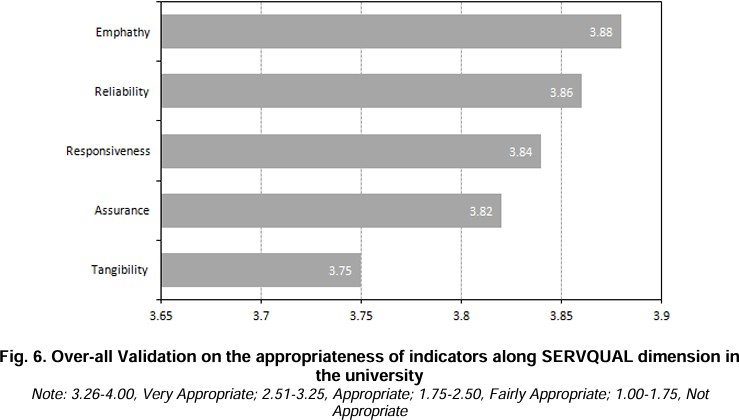 Emphathy
3.88
Reliability
3.86
Responsiveness
3.84
Assurance
3.82
Tangibility
3.75
3.65 3.7 3.75 3.8 3.85 3.9
Fig. 6. Over-all Validation on the appropriateness of indicators along SERVQUAL dimension in
the university
Note: 3.26-4.00, Very Appropriate; 2.51-3.25, Appropriate; 1.75-2.50, Fairly Appropriate; 1.00-1.75, Not
Appropriate